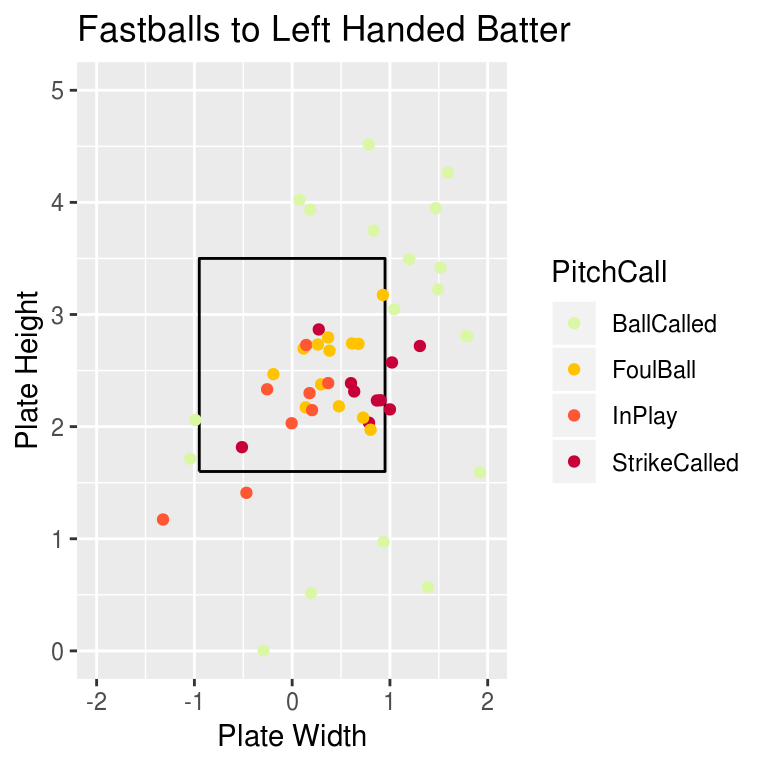 Fastballs to Left Handed Batter
5
4
3
2
1
0
Plate Height
-2 -1 0 1 2
Plate Width
PitchCall
BallCalled
FoulBall
InPlay
StrikeCalled